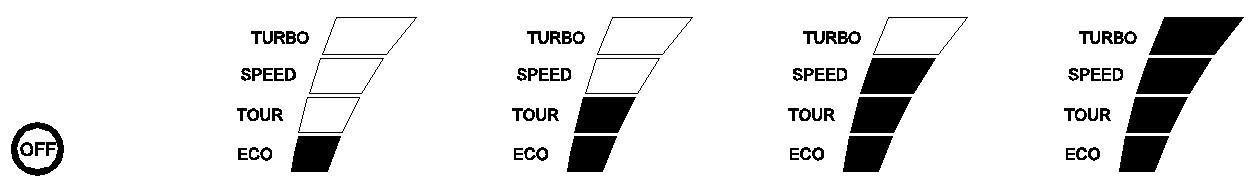 TURBO TURBO TURBO TURBO
SPEED SPEED SPEED SPEED
TOUR TOUR TOUR TOUR
OFF ECO ECO ECO ECO